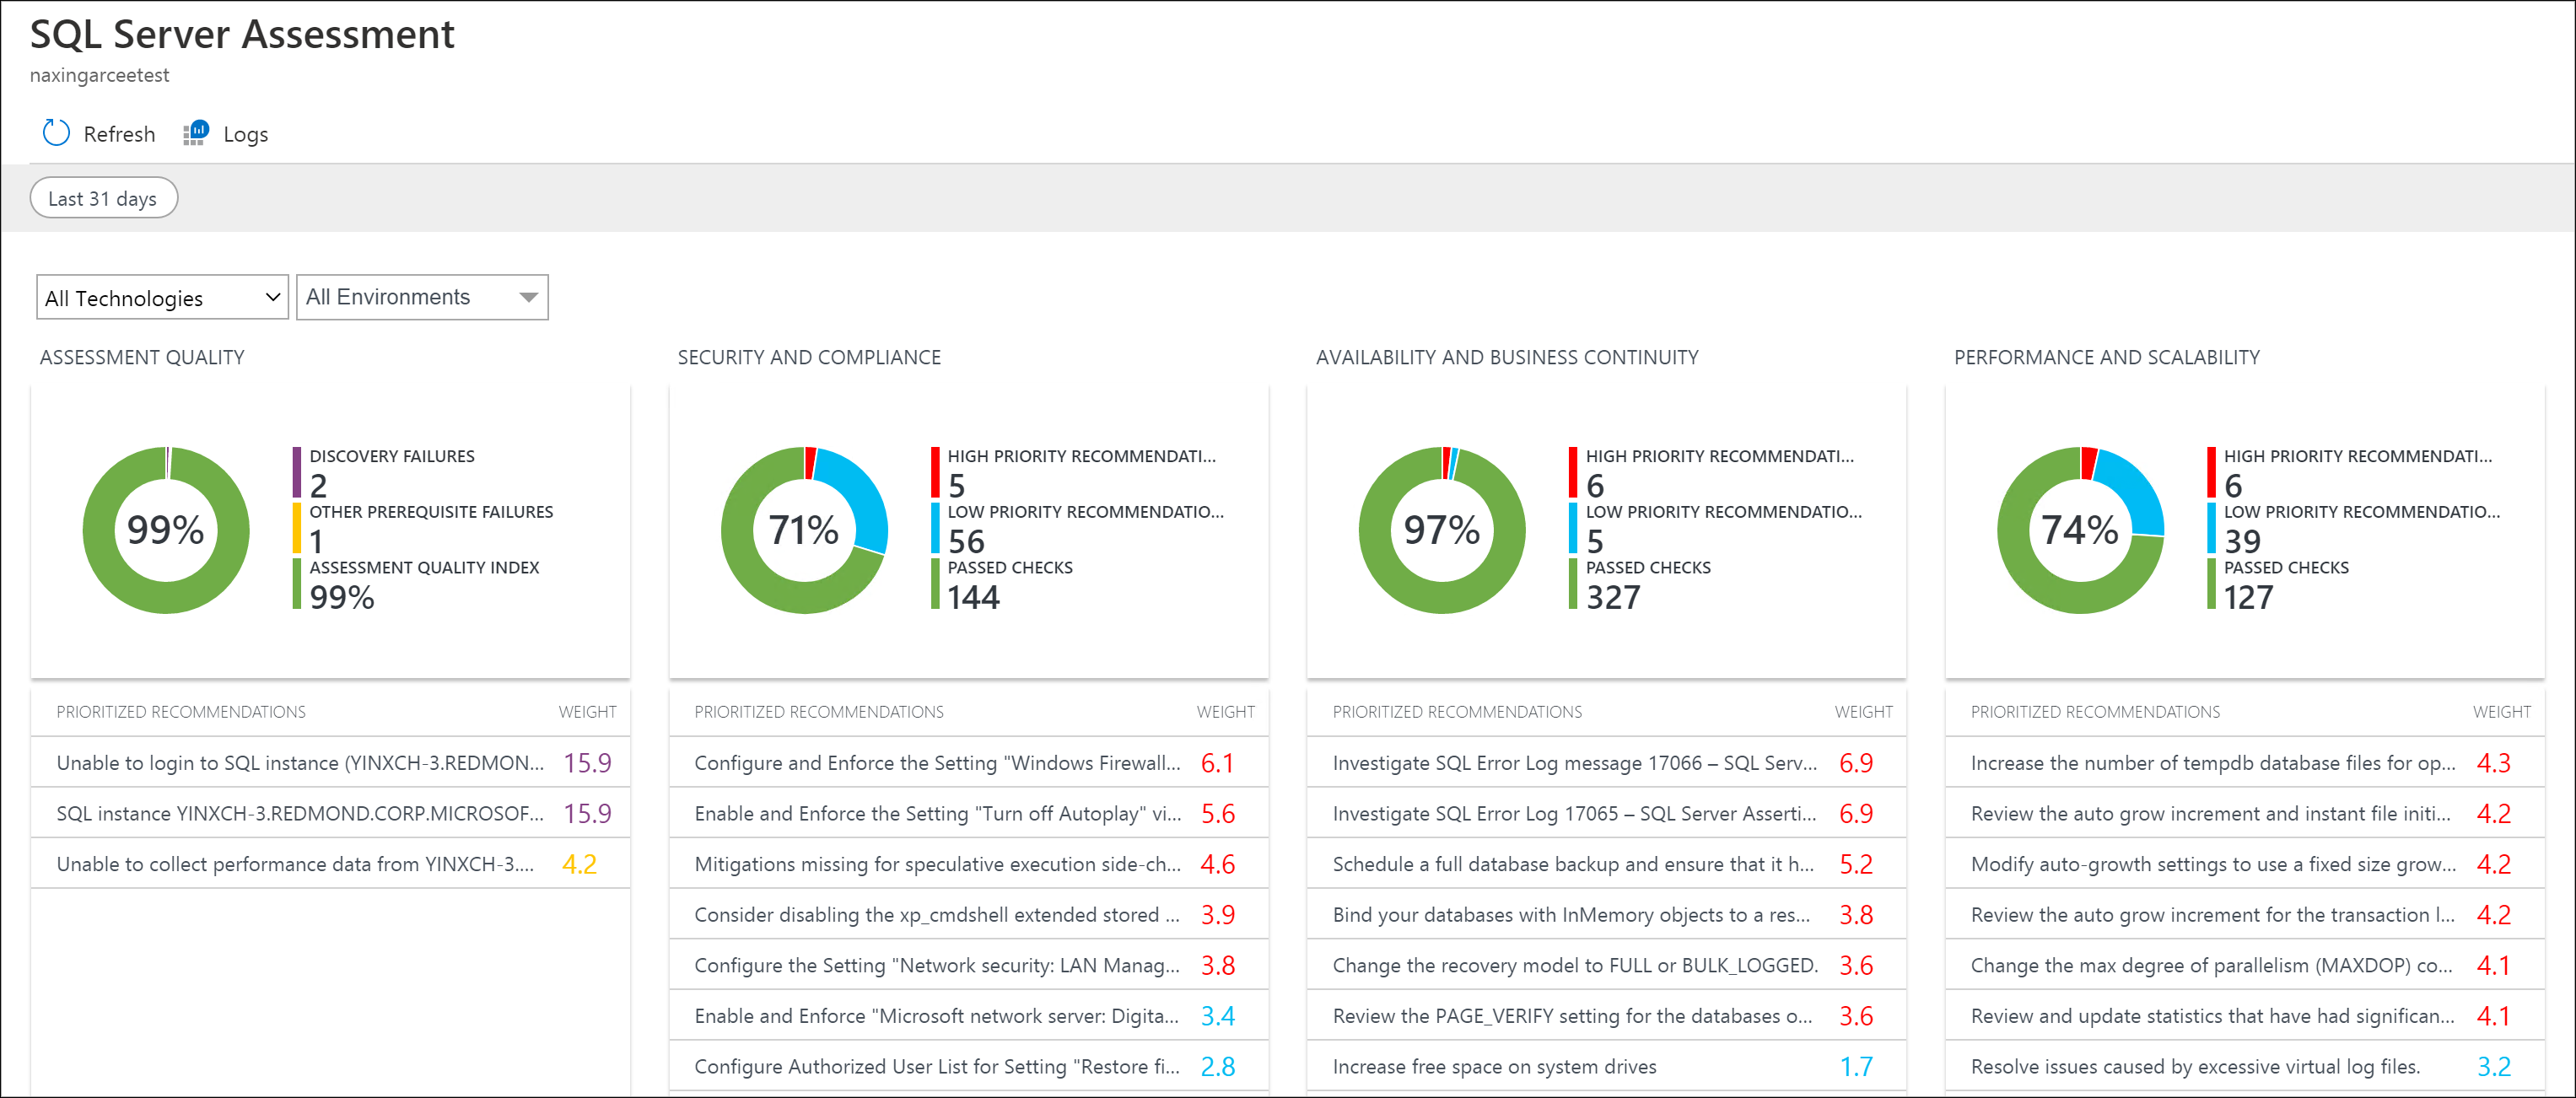 SQL Server Assessment
naxingarceetest
Refresh Logs
Last 31 days
All Technologies All Environments
ASSESSMENT QUALITY
99%
DISCOVERY FAILURES
2
OTHER PREREQUISITE FAILURES
1
ASSESSMENT QUALITY INDEX
99%
PRIORITIZED RECOMMENDATIONS WEIGHT
Unable to login to SQL instance (YINXCH-3.REDMON... 15.9
SQL instance YINXCH-3.REDMOND.CORP.MICROSOF... 15.9
Unable to collect performance data from YINXCH-3.... 4.2
SECURITY AND COMPLIANCE
71%
HIGH PRIORITY RECOMMENDATI...
5
LOW PRIORITY RECOMMENDATIO...
56
PASSED CHECKS
144
PRIORITIZED RECOMMENDATIONS WEIGHT
Configure and Enforce the Setting "Windows Firewall... 6.1
Enable and Enforce the Setting "Turn off Autoplay" vi... 5.6
Mitigations missing for speculative execution side-ch... 4.6
Consider disabling the xp_cmdshell extended stored ... 3.9
Configure the Setting "Network security: LAN Manag... 3.8
Enable and Enforce "Microsoft network server: Digita... 3.4
Configure Authorized User List for Setting "Restore fi... 2.8
AVAILABILITY AND BUSINESS CONTINUITY
97%
HIGH PRIORITY RECOMMENDATI...
6
LOW PRIORITY RECOMMENDATIO...
5
PASSED CHECKS
327
PRIORITIZED RECOMMENDATIONS WEIGHT
Investigate SQL Error Log message 17066 – SQL Serv... 6.9
Investigate SQL Error Log 17065 – SQL Server Asserti... 6.9
Schedule a full database backup and ensure that it h... 5.2
Bind your databases with InMemory objects to a res... 3.8
Change the recovery model to FULL or BULK_LOGGED. 3.6
Review the PAGE_VERIFY setting for the databases o... 3.6
Increase free space on system drives 1.7
PERFORMANCE AND SCALABILITY
74%
HIGH PRIORITY RECOMMENDATI...
6
LOW PRIORITY RECOMMENDATIO...
39
PASSED CHECKS
127
PRIORITIZED RECOMMENDATIONS WEIGHT
Increase the number of tempdb database files for op... 4.3
Review the auto grow increment and instant file initi... 4.2
Modify auto-growth settings to use a fixed size grow... 4.2
Review the auto grow increment for the transaction l... 4.2
Change the max degree of parallelism (MAXDOP) co... 4.1
Review and update statistics that have had significan... 4.1
Resolve issues caused by excessive virtual log files. 3.2